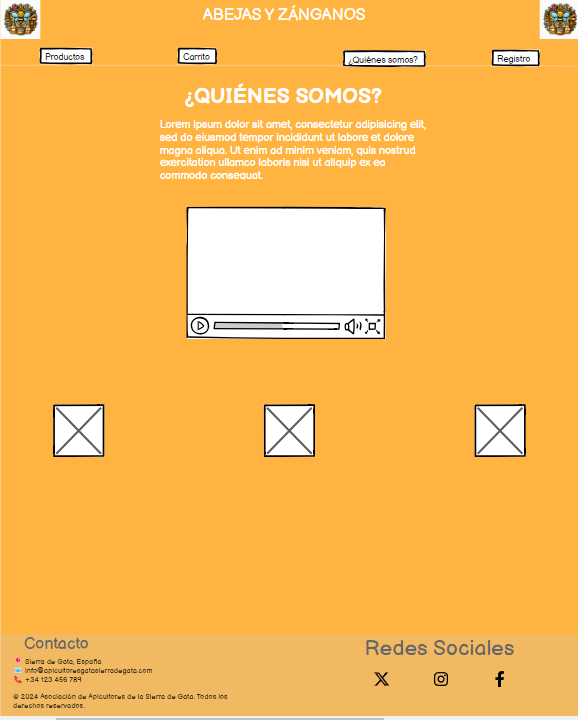 ABEJAS Y ZÁNGANOS
Productos
Carrito
¿Quiénes somos?
Registro
¿QUIÉNES SOMOS?
Lorem ipsum dolor sit amet, consectetur adipisicing elit,
sed do eiusmod tempor incididunt ut labore et dolore
magna aliqua. Ut enim ad minim veniam, quis nostrud
exercitation ullamco laboris nisi ut aliquip ex ea
commodo consequat.
Contacto
Sierra de Gata, España
info@apicultoresgatasierradegata.com
+34 123 456 789
© 2024 Asociación de Apicultores de la Sierra de Gata. Todos los
derechos reservados.
Redes Sociales